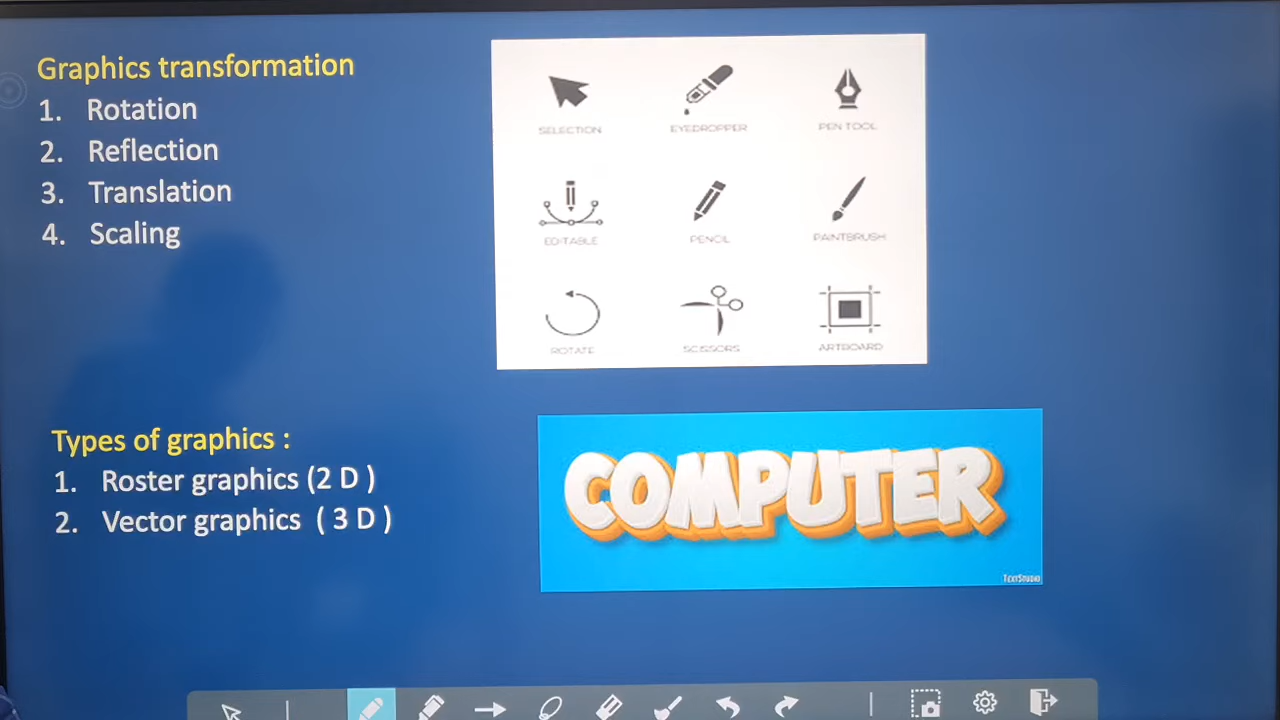 Graphics transformation
1. Rotation
2. Reflection
3. Translation
4. Scaling
SELECTION
EYEDROPPER
PEN TOOL
EDITABLE
PENCIL
PAINTBRUSH
ROTATE
SCISSORS
ARTBOARD
Types of graphics :
1. Roster graphics (2 D )
2. Vector graphics ( 3 D )
COMPUTER
TEXTSTUDIO